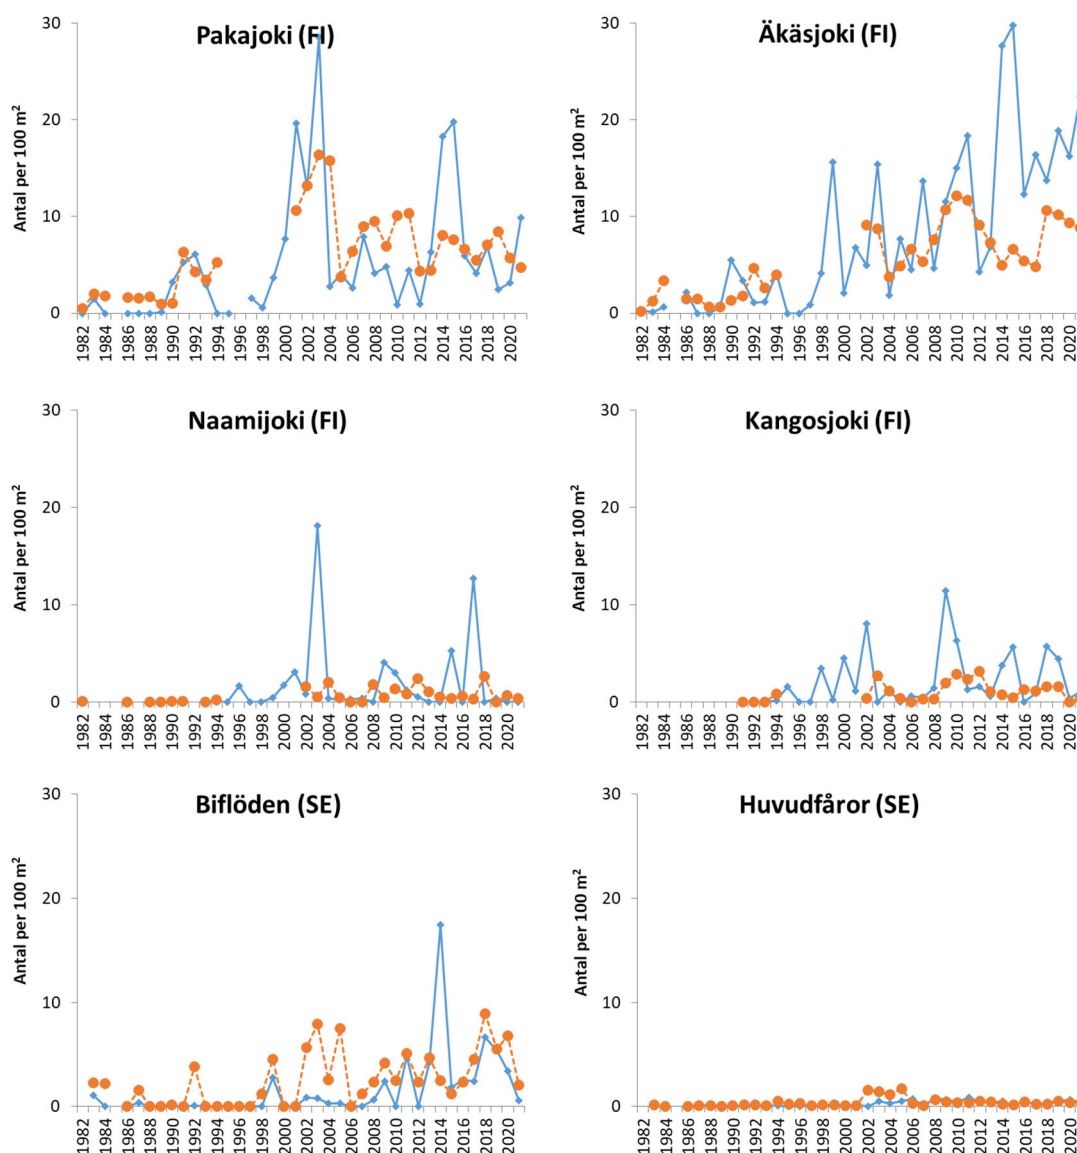 Pakajoki (FI)
Antal per 100 m²
30
20
10
0
1982 1984 1986 1988 1990 1992 1994 1996 1998 2000 2002 2004 2006 2008 2010 2012 2014 2016 2018 2020
Äkäsjoki (FI)
Antal per 100 m²
30
20
10
0
1982 1984 1986 1988 1990 1992 1994 1996 1998 2000 2002 2004 2006 2008 2010 2012 2014 2016 2018 2020
Naamijoki (FI)
Antal per 100 m²
30
20
10
0
1982 1984 1986 1988 1990 1992 1994 1996 1998 2000 2002 2004 2006 2008 2010 2012 2014 2016 2018 2020
Kangosjoki (FI)
Antal per 100 m²
30
20
10
0
1982 1984 1986 1988 1990 1992 1994 1996 1998 2000 2002 2004 2006 2008 2010 2012 2014 2016 2018 2020
Biflöden (SE)
Antal per 100 m²
30
20
10
0
1982 1984 1986 1988 1990 1992 1994 1996 1998 2000 2002 2004 2006 2008 2010 2012 2014 2016 2018 2020
Huvudfåror (SE)
Antal per 100 m²
30
20
10
0
1982 1984 1986 1988 1990 1992 1994 1996 1998 2000 2002 2004 2006 2008 2010 2012 2014 2016 2018 2020